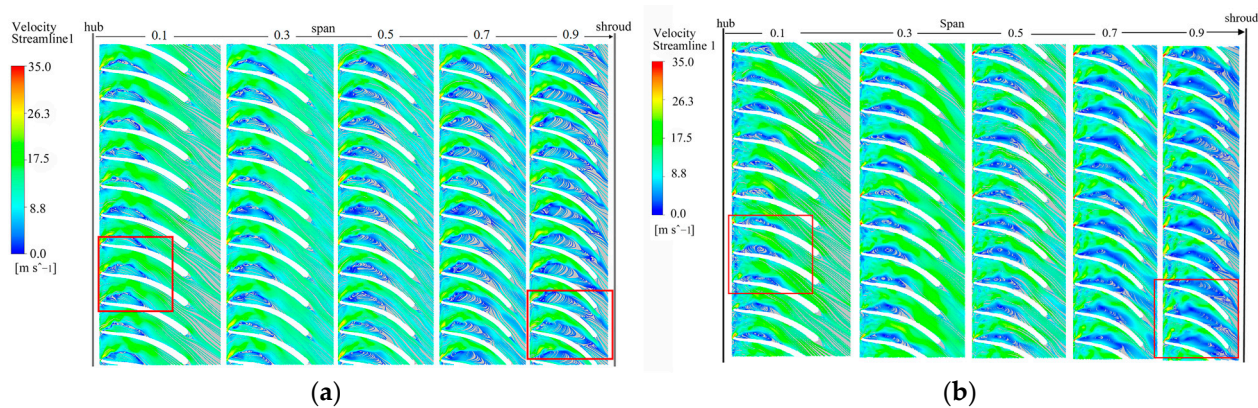 Velocity
Streamline1
hub
span
shroud
0.1 0.3 0.5 0.7 0.9
35.0
26.3
17.5
8.8
0.0
[m s^−1]
(a)
Velocity
Streamline 1
hub
Span
shroud
0.1 0.3 0.5 0.7 0.9
35.0
26.3
17.5
8.8
0.0
[m s^−1]
(b)